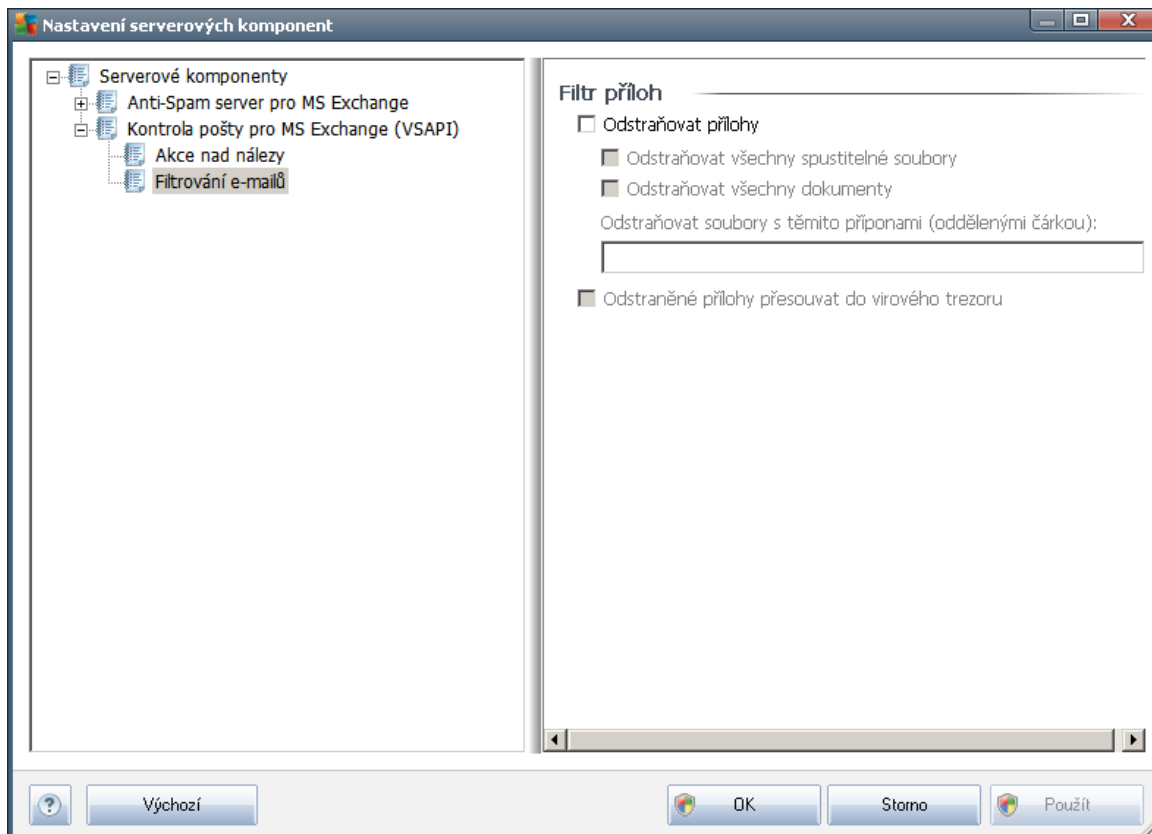 Nastavení serverových komponent
Serverové komponenty
Anti-Spam server pro MS Exchange
Kontrola pošty pro MS Exchange (VSAPI)
Akce nad nálezy
Filtrování e-mailů
Filtr příloh
Odstraňovat přílohy
Odstraňovat všechny spustitelné soubory
Odstraňovat všechny dokumenty
Odstraňovat soubory s těmito příponami (oddělenými čárkou):
Odstraněné přílohy přesouvat do virového trezoru
?
Výchozí
OK
Storno
Použít